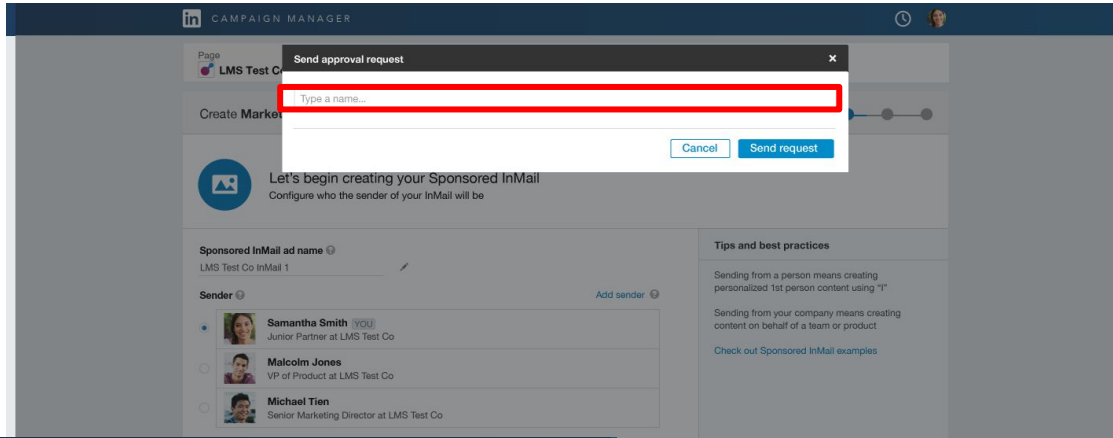 in CAMPAIGN MANAGER
Page
LMS Test Co
Send approval request ×
Type a name...
Create Market
Cancel Send request
Let's begin creating your Sponsored InMail
Configure who the sender of your InMail will be
Sponsored InMail ad name
LMS Test Co InMail 1
Sender
Add sender
Samantha Smith YOU
Junior Partner at LMS Test Co
Malcolm Jones
VP of Product at LMS Test Co
Michael Tien
Senior Marketing Director at LMS Test Co
Tips and best practices
Sending from a person means creating
personalized 1st person content using "I"
Sending from your company means creating
content on behalf of a team or product
Check out Sponsored InMail examples